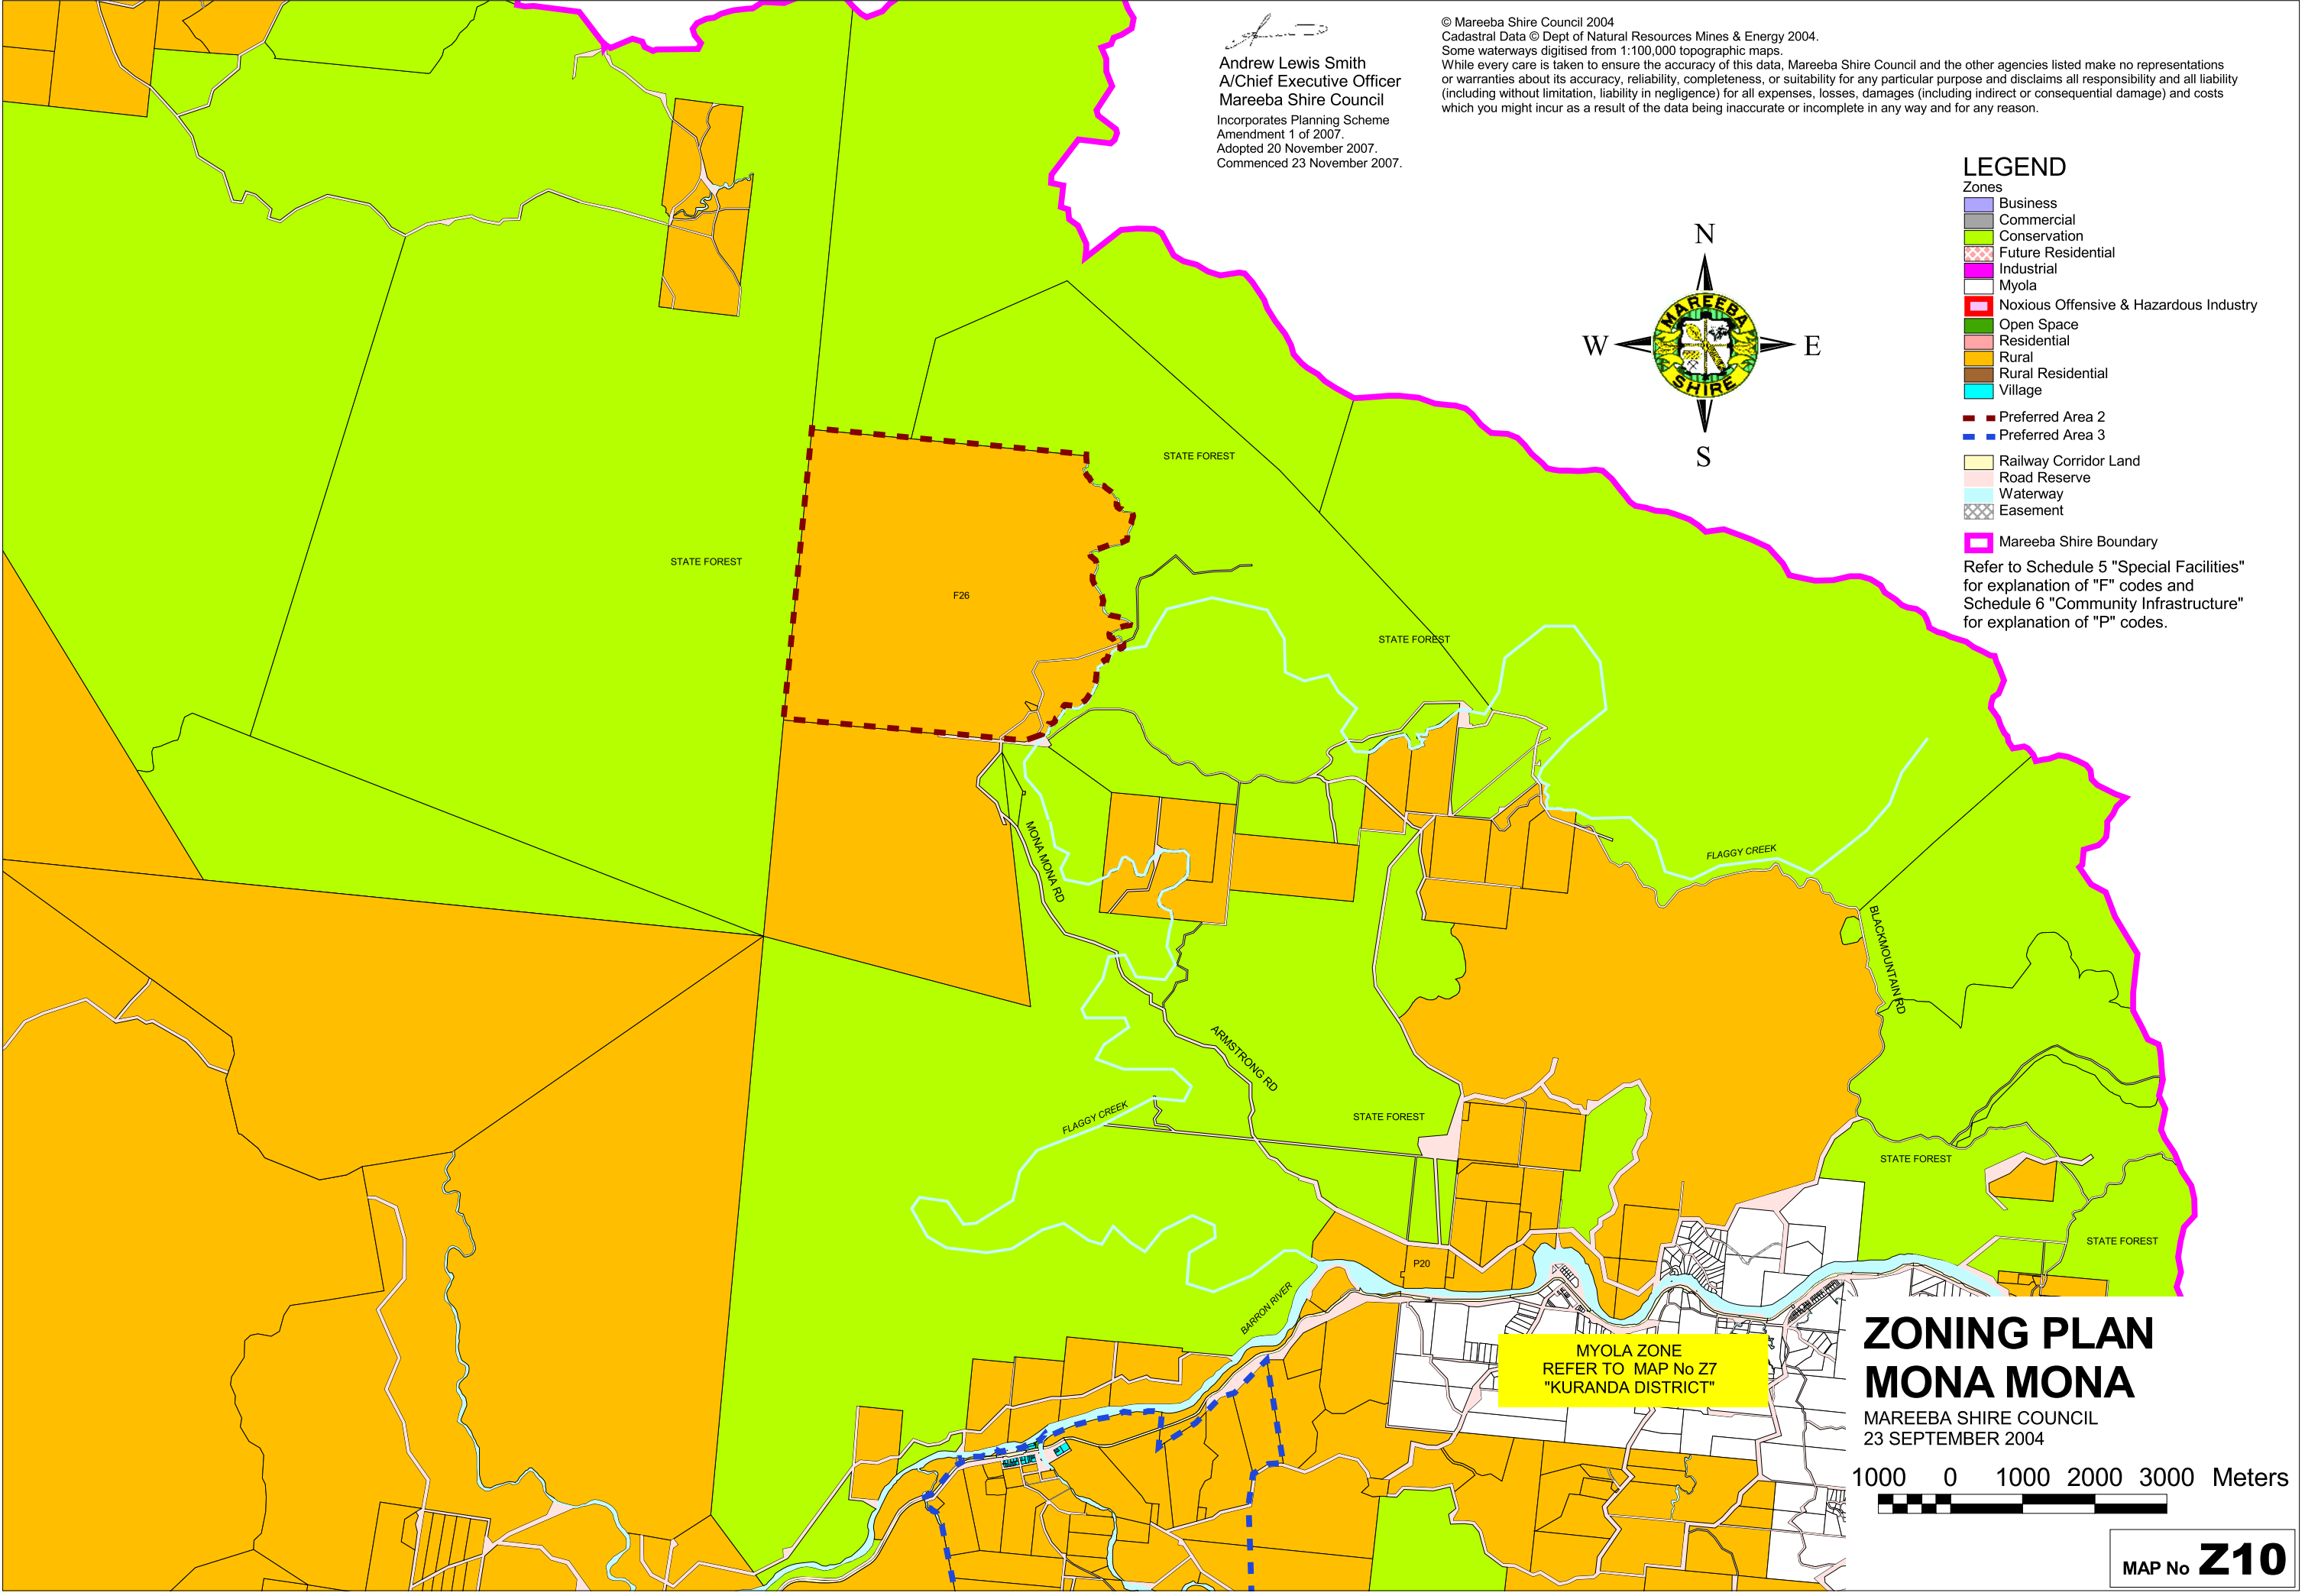 Andrew Lewis Smith
A/Chief Executive Officer
Mareeba Shire Council
Incorporates Planning Scheme
Amendment 1 of 2007.
Adopted 20 November 2007.
Commenced 23 November 2007.
© Mareeba Shire Council 2004
Cadastral Data © Dept of Natural Resources Mines & Energy 2004.
Some waterways digitised from 1:100,000 topographic maps.
While every care is taken to ensure the accuracy of this data, Mareeba Shire Council and the other agencies listed make no representations
or warranties about its accuracy, reliability, completeness, or suitability for any particular purpose and disclaims all responsibility and all liability
(including without limitation, liability in negligence) for all expenses, losses, damages (including indirect or consequential damage) and costs
which you might incur as a result of the data being inaccurate or incomplete in any way and for any reason.
LEGEND
Zones
Business
Commercial
Conservation
Future Residential
Industrial
Myola
Noxious Offensive & Hazardous Industry
Open Space
Residential
Rural
Rural Residential
Village
Preferred Area 2
Preferred Area 3
Railway Corridor Land
Road Reserve
Waterway
Easement
Mareeba Shire Boundary
Refer to Schedule 5 "Special Facilities"
for explanation of "F" codes and
Schedule 6 "Community Infrastructure"
for explanation of "P" codes.
N
MAREEBA
W
E
SHIRE
S
STATE FOREST
STATE FOREST
F26
STATE FOREST
MONA MONA RD
FLAGGY CREEK
BLACKMOUNTAIN RD
ARMSTRONG RD
FLAGGY CREEK
STATE FOREST
STATE FOREST
STATE FOREST
P20
BARRON RIVER
MYOLA ZONE
REFER TO MAP No Z7
"KURANDA DISTRICT"
ZONING PLAN
MONA MONA
MAREEBA SHIRE COUNCIL
23 SEPTEMBER 2004
1000 0 1000 2000 3000 Meters
MAP No Z10